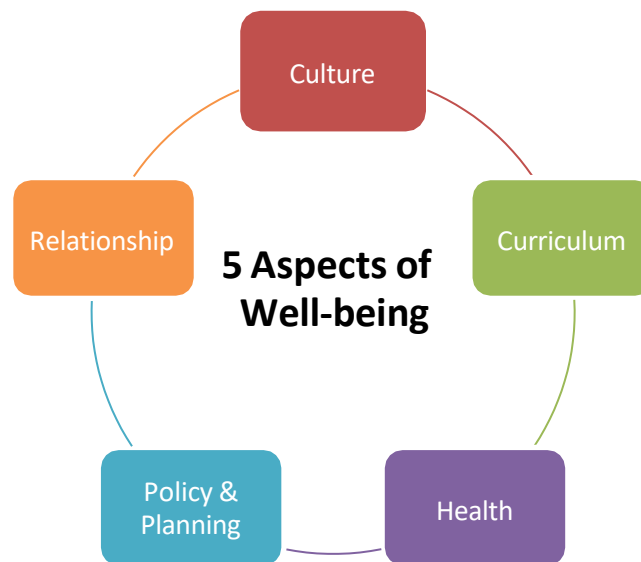 Culture
Relationship
Curriculum
5 Aspects of
Well-being
Policy &
Planning
Health